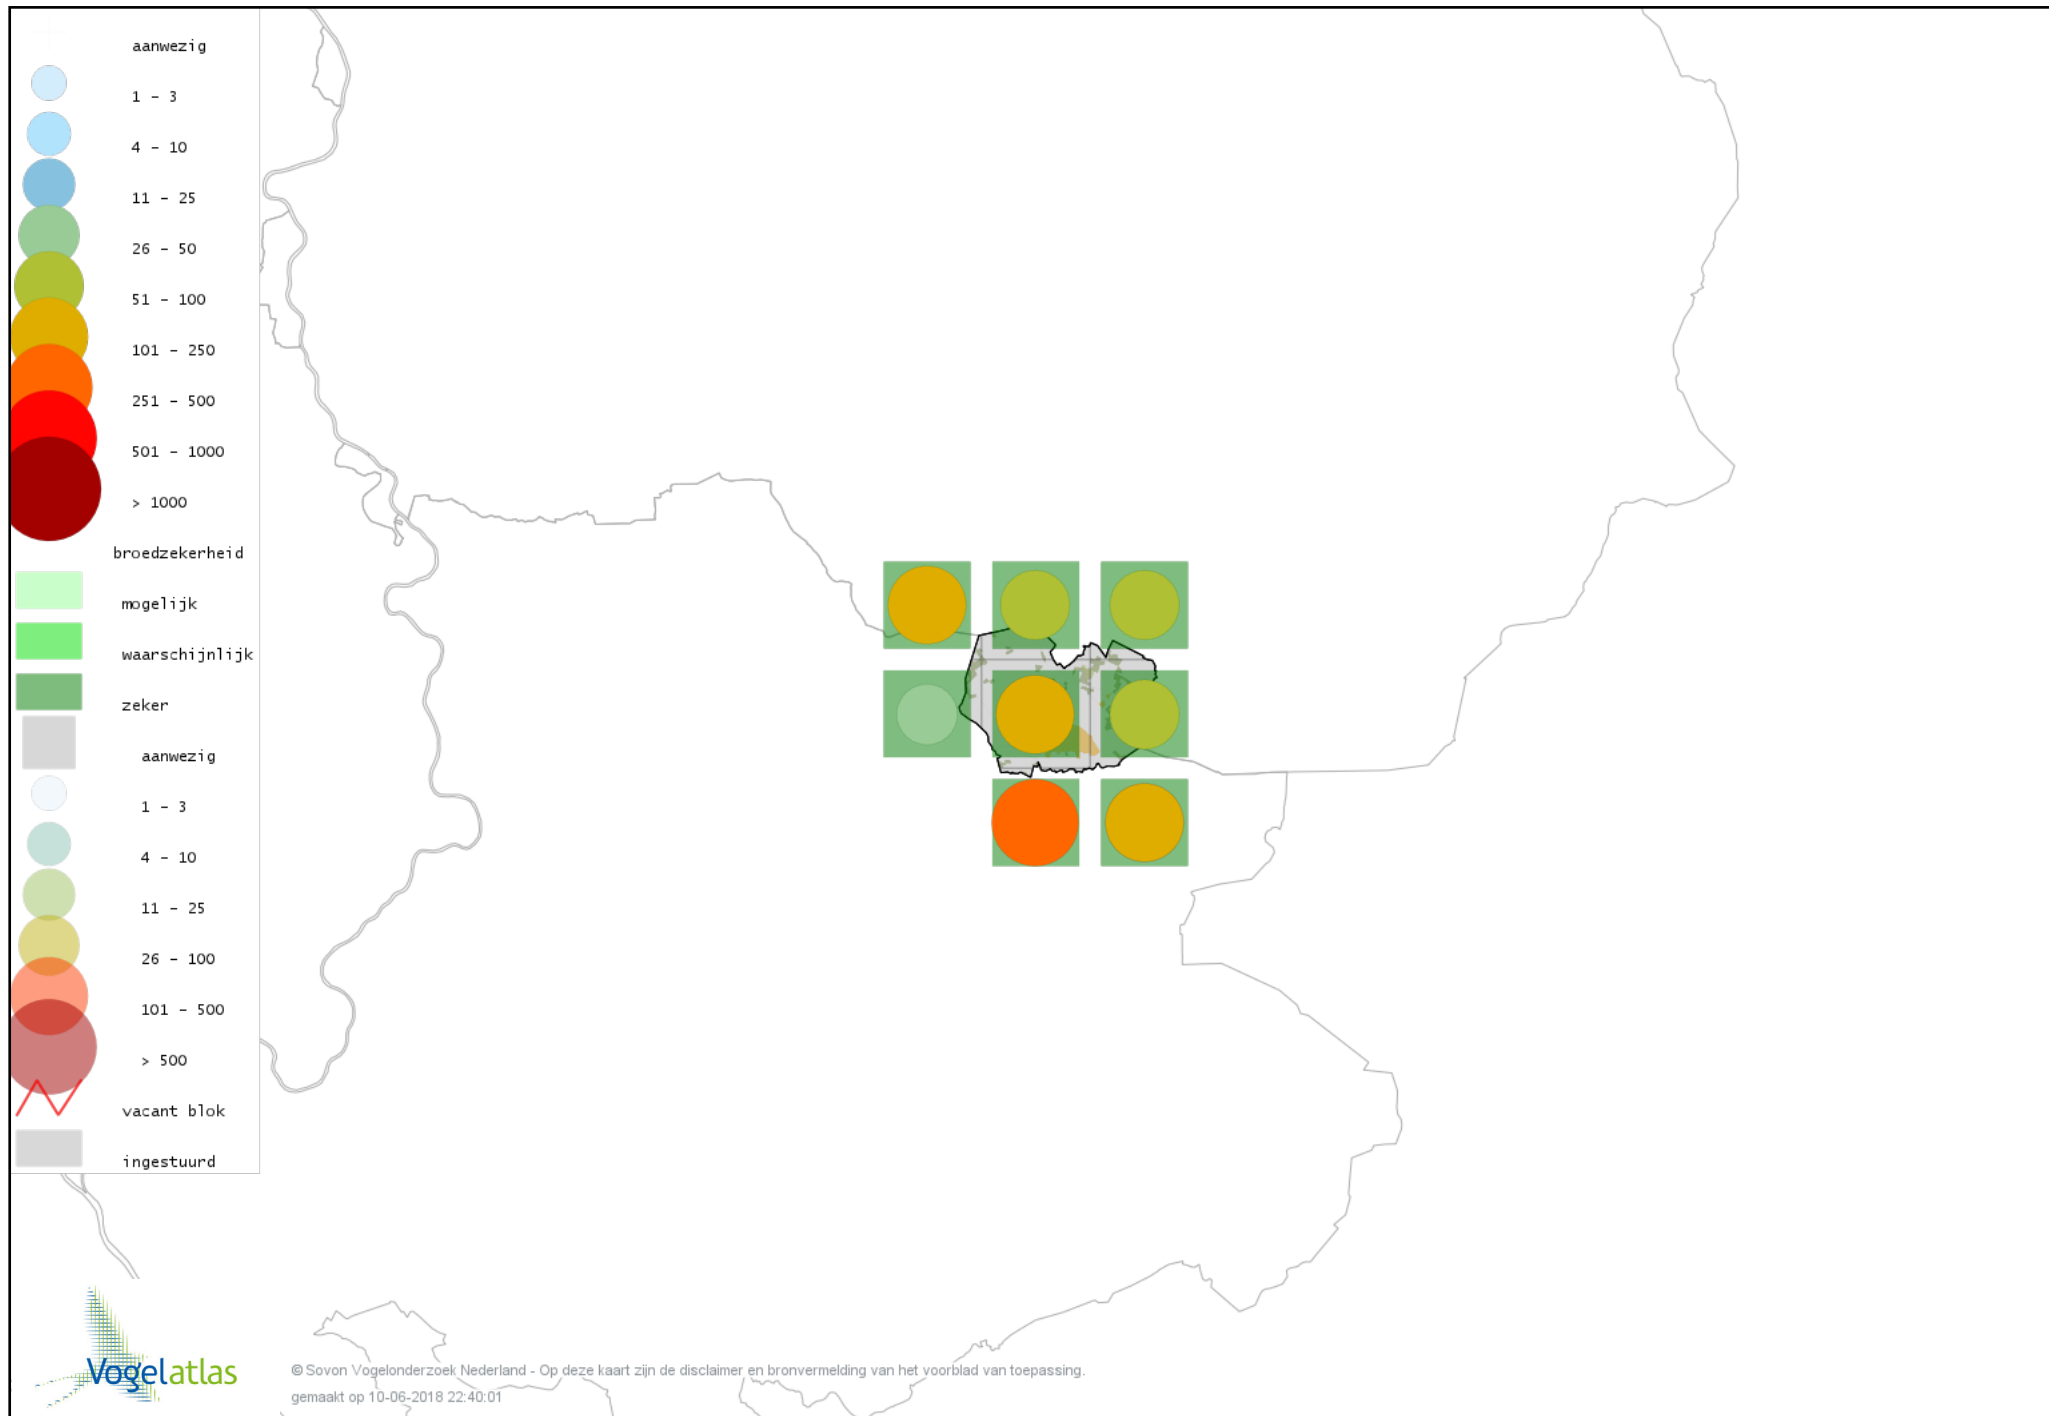 aanwezig
1 - 3
4 - 10
11 - 25
26 - 50
51 - 100
101 - 250
251 - 500
501 - 1000
> 1000
broedzekerheid
mogelijk
waarschijnlijk
zeker
aanwezig
1 - 3
4 - 10
11 - 25
26 - 100
101 - 500
> 500
vacant blok
ingestuurd
Vogelatlas
© Sovon Vogelonderzoek Nederland - Op deze kaart zijn de disclaimer en bronvermelding van het voorblad van toepassing.
gemaakt op 10-06-2018 22:40:01